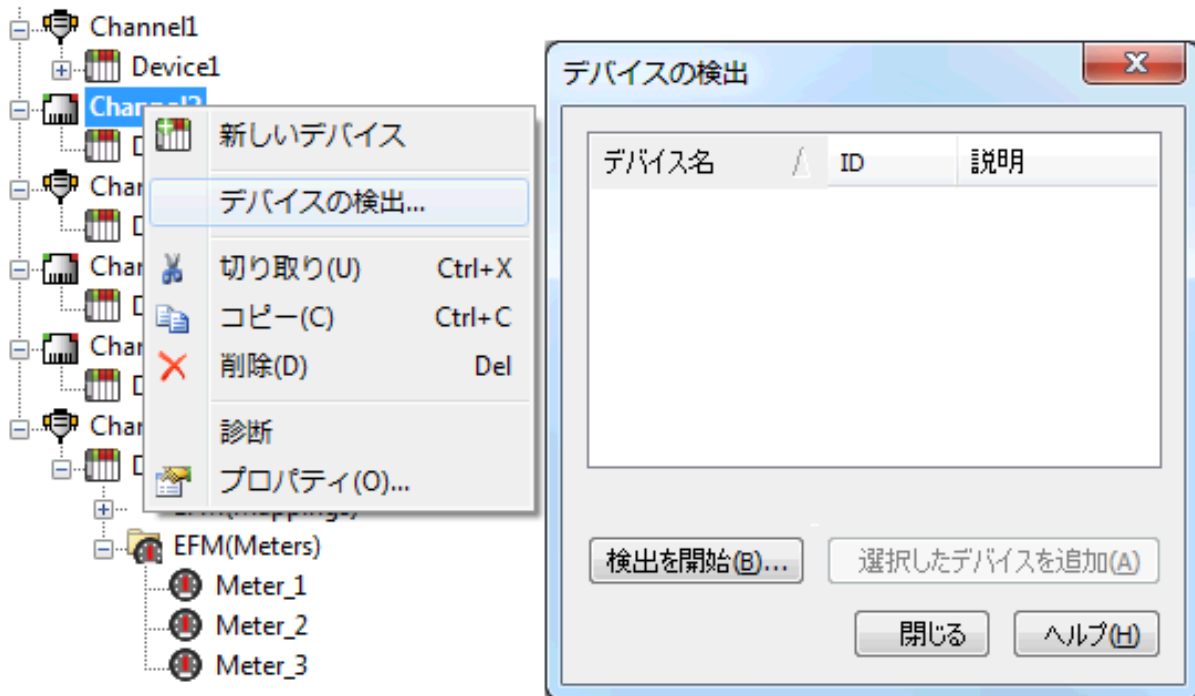 Channel1
Device1
新しいデバイス
デバイスの検出...
切り取り(U) Ctrl+X
コピー(C) Ctrl+C
削除(D) Del
診断
プロパティ(O)...
EFM(Meters)
Meter_1
Meter_2
Meter_3
デバイスの検出
デバイス名 ID 説明
検出を開始(B)... 選択したデバイスを追加(A)
閉じる ヘルプ(H)